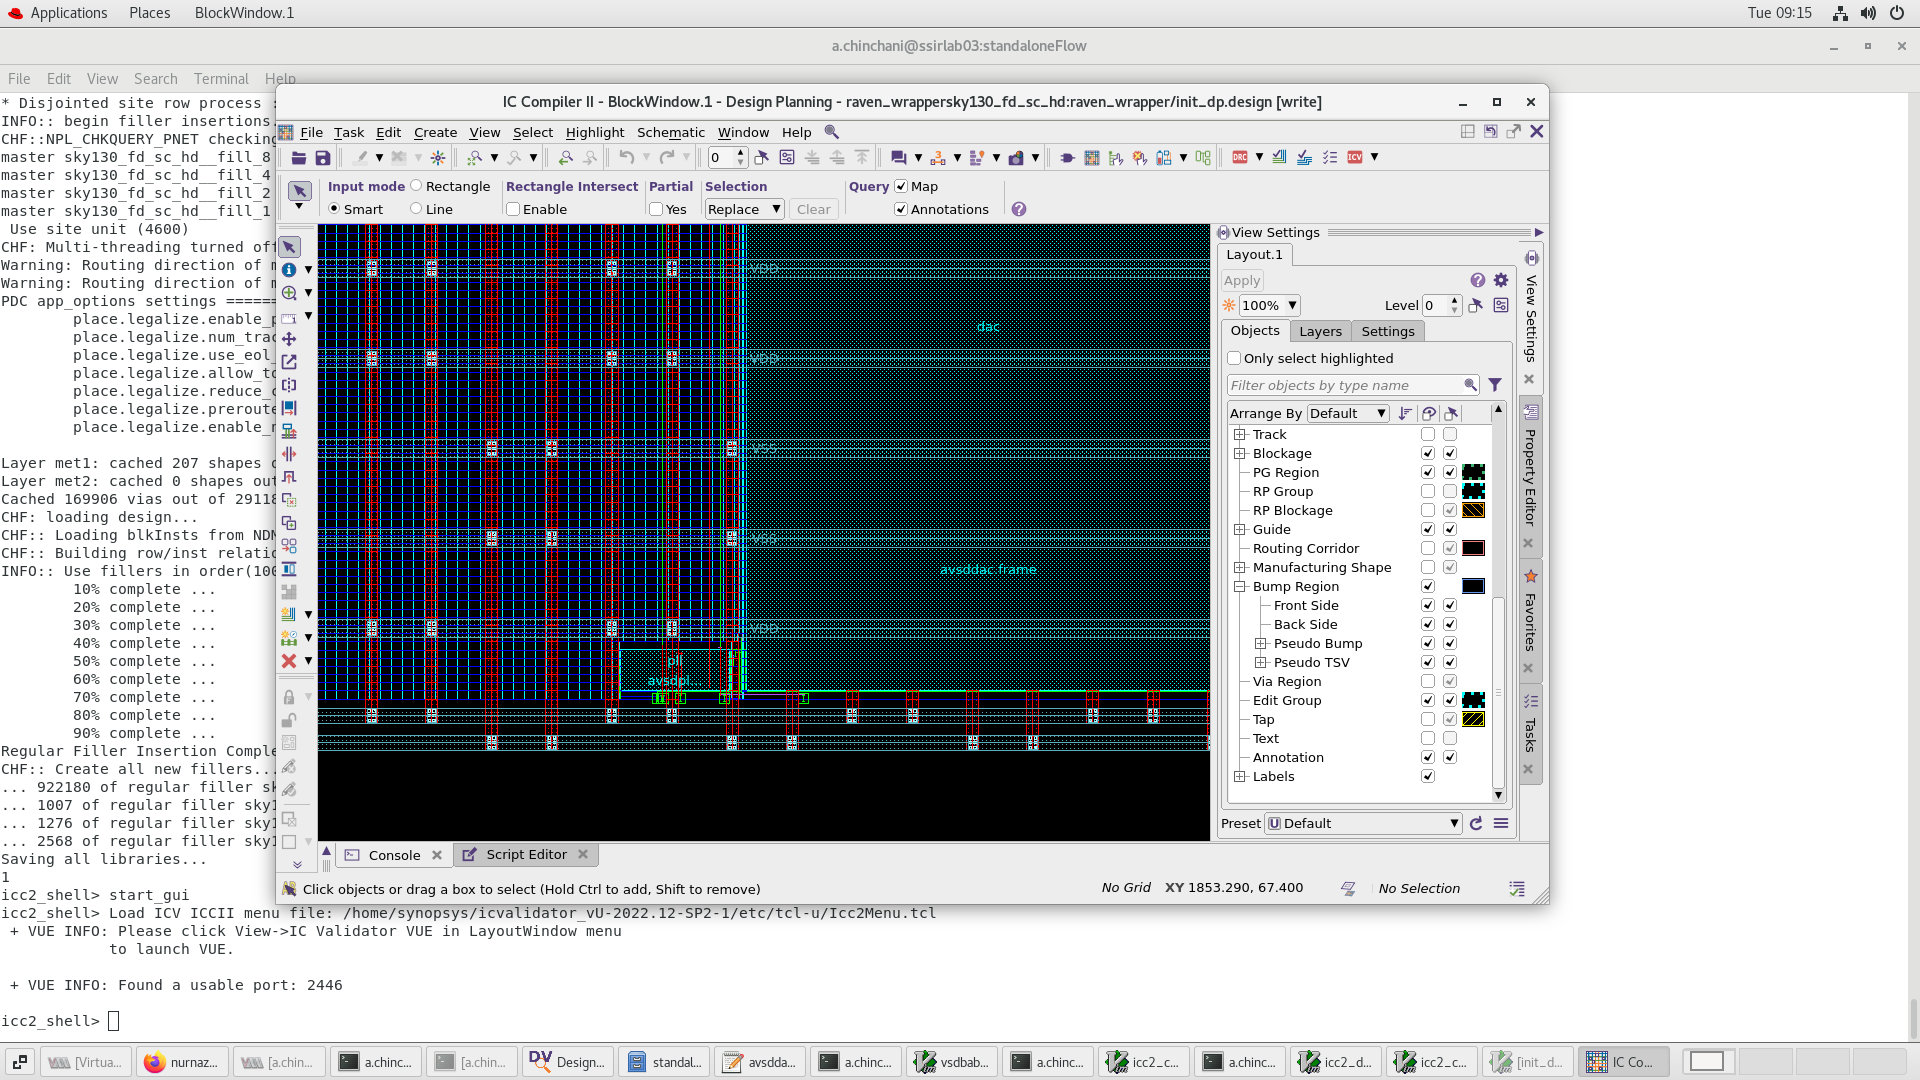 Applications Places BlockWindow.1 Tue 09:15
a.chinchani@ssirlab03:standaloneFlow
File Edit View Search Terminal Help
* Disjointed site row process :
INFO:: begin filler insertions
CHF::NPL_CHKQUERY_PNET checking
master sky130_fd_sc_hd__fill_8
master sky130_fd_sc_hd__fill_4
master sky130_fd_sc_hd__fill_2
master sky130_fd_sc_hd__fill_1
Use site unit (4600)
CHF: Multi-threading turned off
Warning: Routing direction of m
Warning: Routing direction of m
PDC app_options settings ======
place.legalize.enable_p
place.legalize.num_trac
place.legalize.use_eol_
place.legalize.allow_to
place.legalize.reduce_c
place.legalize.preroute
place.legalize.enable_n
Layer met1: cached 207 shapes o
Layer met2: cached 0 shapes out
Cached 169906 vias out of 29118
CHF: loading design...
CHF:: Loading blkInsts from NDM
CHF:: Building row/inst relatio
INFO:: Use fillers in order(100
10% complete ...
20% complete ...
30% complete ...
40% complete ...
50% complete ...
60% complete ...
70% complete ...
80% complete ...
90% complete ...
Regular Filler Insertion Comple
CHF:: Create all new fillers...
... 922180 of regular filler sk
... 1007 of regular filler sky1
... 1276 of regular filler sky1
... 2568 of regular filler sky1
Saving all libraries...
1
icc2_shell> start_gui
icc2_shell> Load ICV ICCII menu file: /home/synopsys/icvalidator_vU-2022.12-SP2-1/etc/tcl-u/Icc2Menu.tcl
+ VUE INFO: Please click View->IC Validator VUE in LayoutWindow menu
to launch VUE.
+ VUE INFO: Found a usable port: 2446
icc2_shell>
IC Compiler II - BlockWindow.1 - Design Planning - raven_wrappersky130_fd_sc_hd:raven_wrapper/init_dp.design [write]
File Task Edit Create View Select Highlight Schematic Window Help
0
DRC
ICV
Input mode Rectangle Rectangle Intersect Partial Selection Query Map
Smart Line Enable Yes Replace Clear Annotations
VDD
dac
VDD
VSS
VSS
avsddac.frame
VDD
pll
avsdpl...
View Settings
Layout.1
Apply
100% Level 0
Objects Layers Settings
Only select highlighted
Filter objects by type name
Arrange By Default
Track
Blockage
PG Region
RP Group
RP Blockage
Guide
Routing Corridor
Manufacturing Shape
Bump Region
Front Side
Back Side
Pseudo Bump
Pseudo TSV
Via Region
Edit Group
Tap
Text
Annotation
Labels
Preset Default
View Settings
Property Editor
Favorites
Tasks
Console Script Editor
Click objects or drag a box to select (Hold Ctrl to add, Shift to remove) No Grid XY 1853.290, 67.400 No Selection
[Virtua... nurnaz... [a.chin... a.chinc... [a.chin... Design... standal... avsdda... a.chinc... vsdbab... a.chinc... icc2_c... a.chinc... icc2_d... icc2_c... [init_d... IC Co...